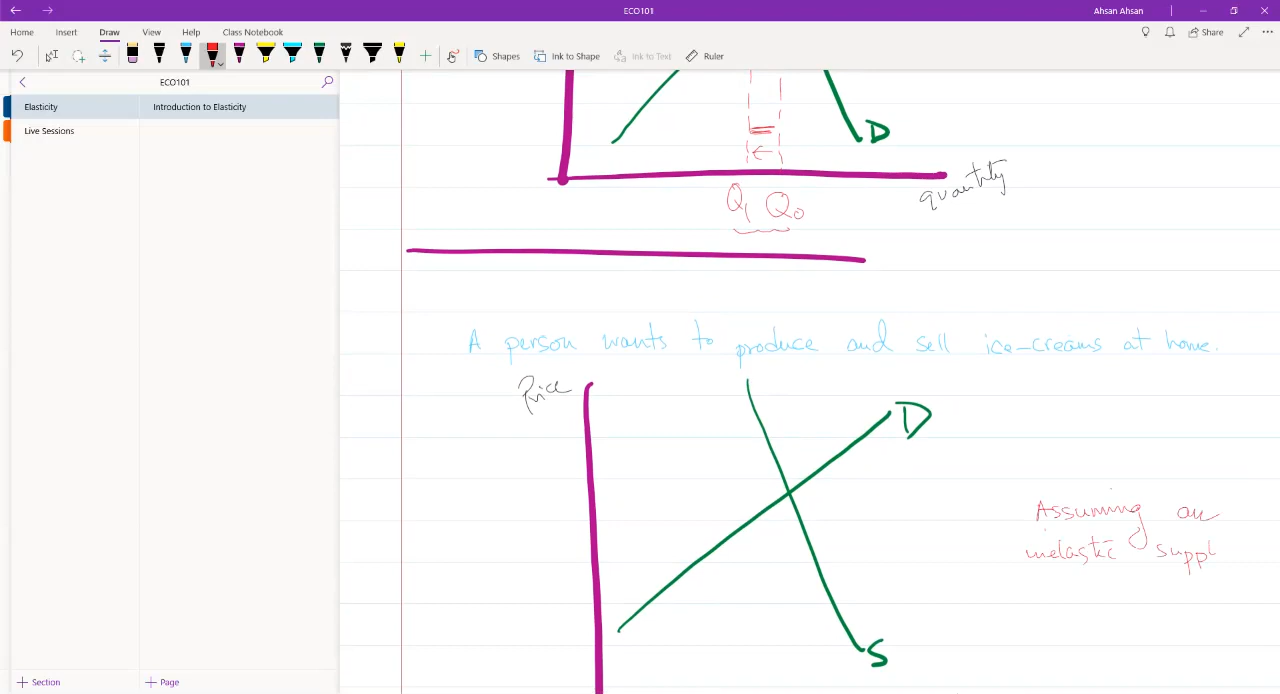 ECO101
Ahsan Ahsan
Home Insert Draw View Help Class Notebook
Share
Shapes Ink to Shape Ink to Text Ruler
ECO101
Elasticity Introduction to Elasticity
Live Sessions
D
quantity
Q1 Q0
A person wants to produce and sell ice-creams at home.
Price
D
Assuming an
inelastic suppl
S
+ Section + Page